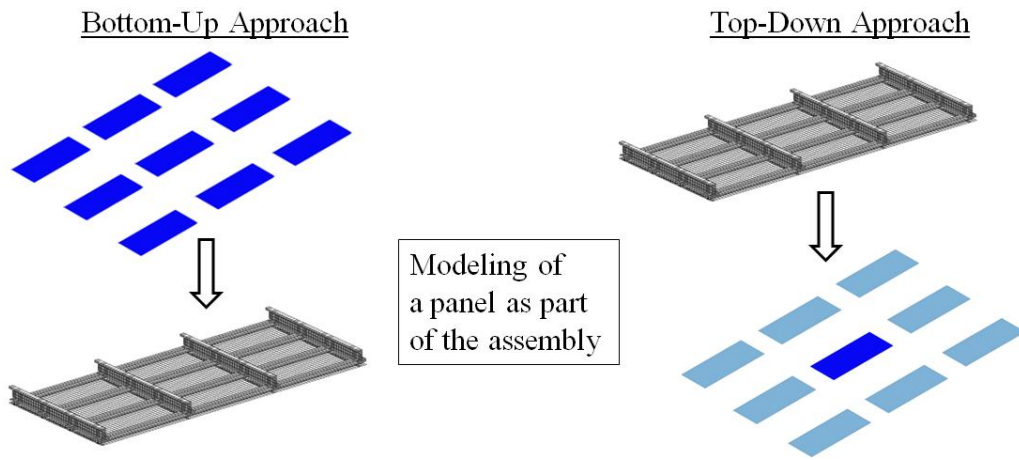 Bottom-Up Approach
Top-Down Approach
Modeling of
a panel as part
of the assembly